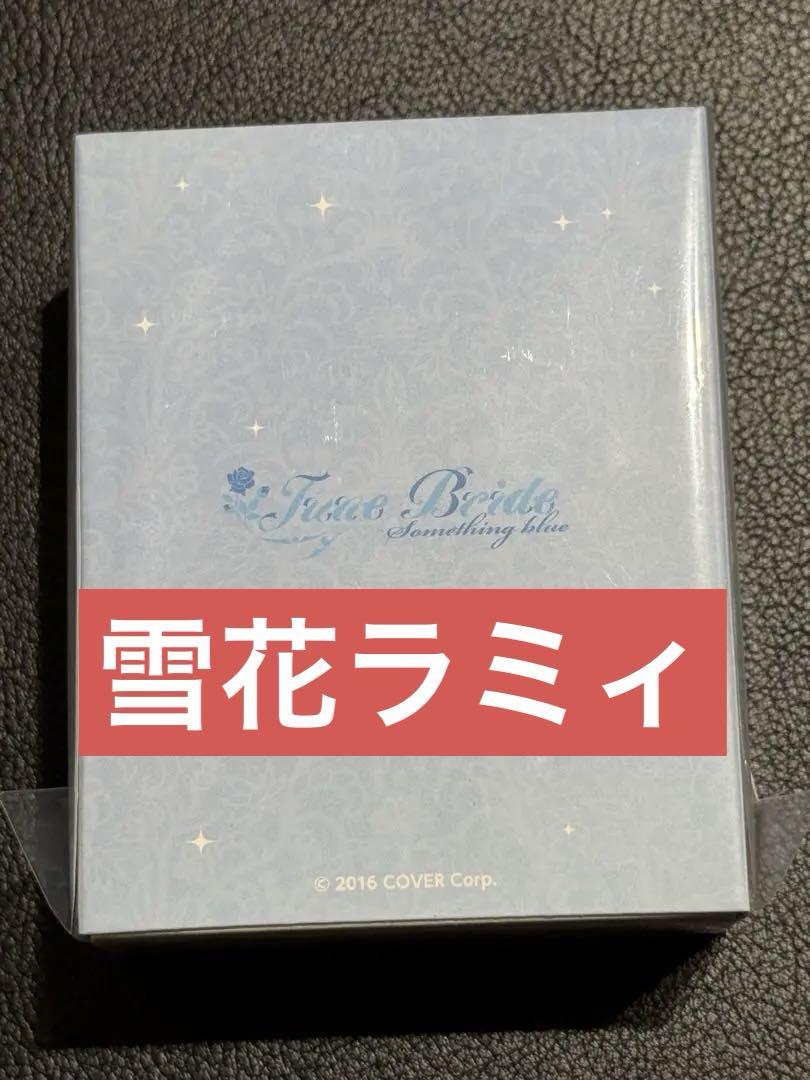 June Bride
Something blue
雪花ラミィ
© 2016 COVER Corp.